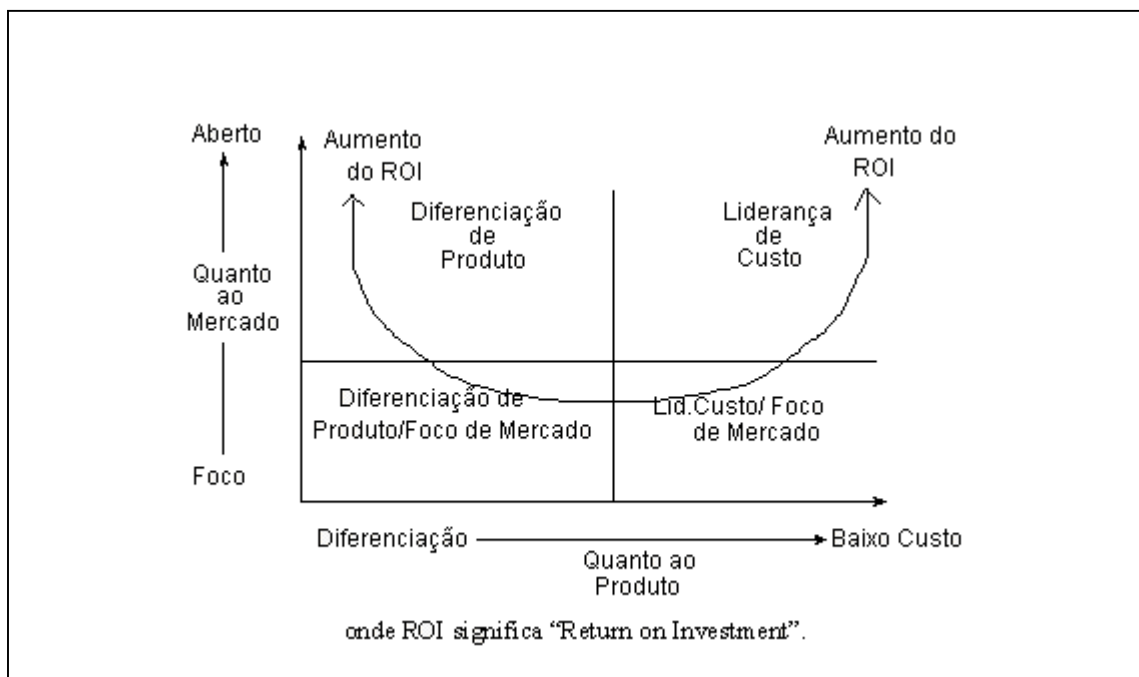 Aberto
Quanto
ao
Mercado
Foco
Aumento
do ROI
Aumento do
ROI
Diferenciação
de
Produto
Liderança
de
Custo
Diferenciação de
Produto/Foco de Mercado
Lid.Custo/ Foco
de Mercado
Diferenciação
Baixo Custo
Quanto ao
Produto
onde ROI significa “Return on Investment”.